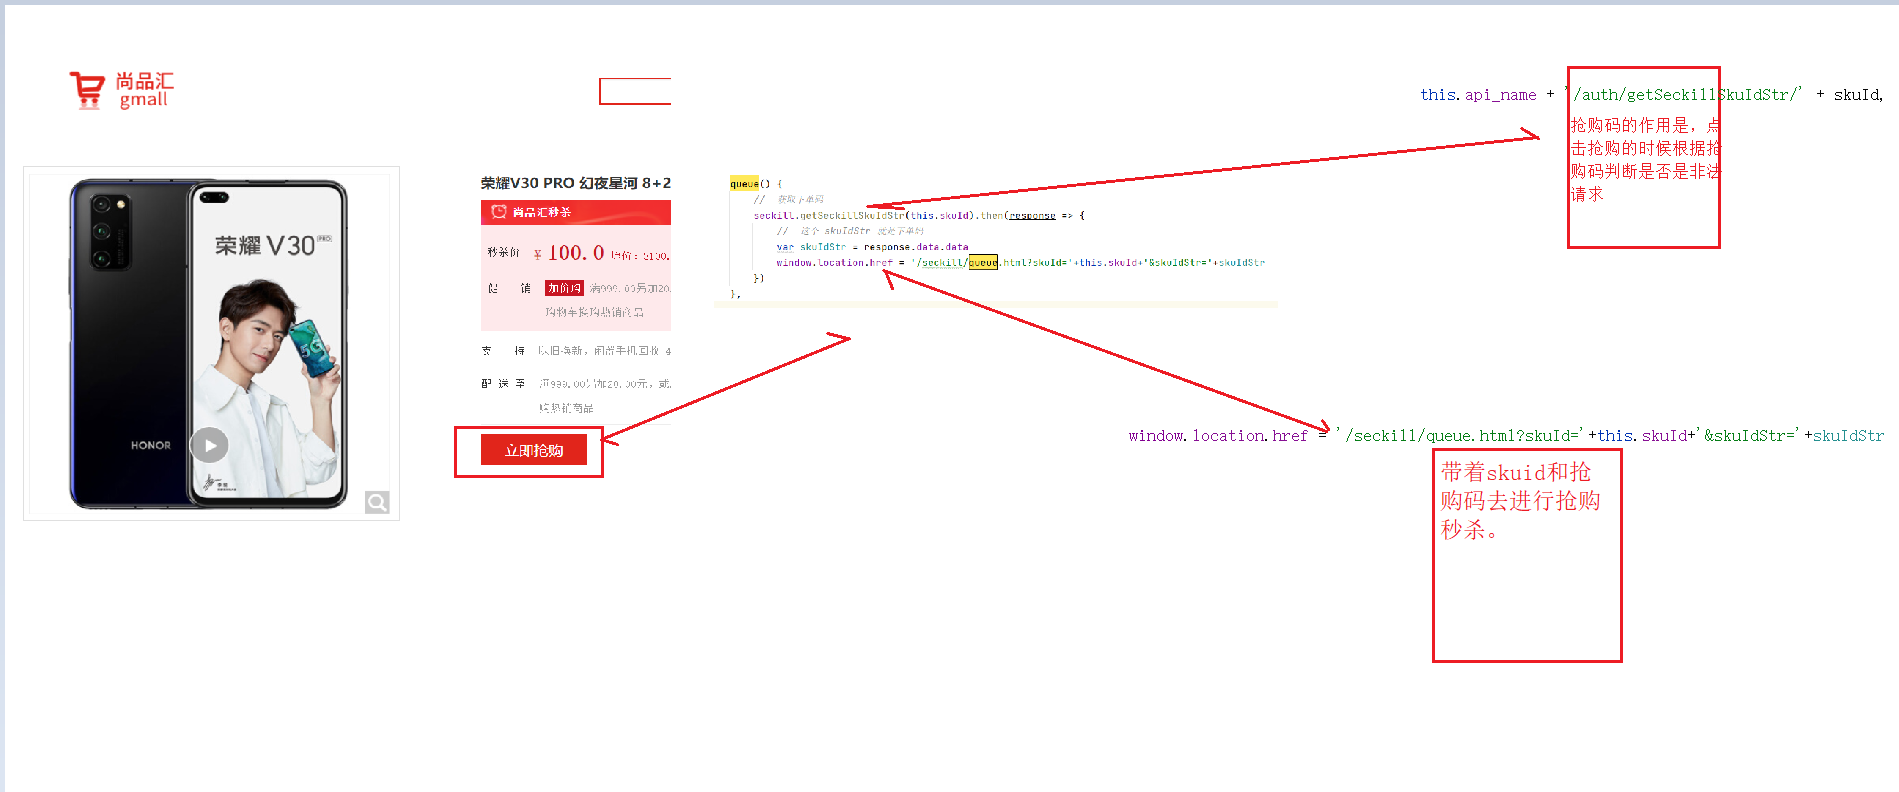 尚品汇
gmall
荣耀 V30 PRO
5G
HONOR
荣耀V30 PRO 幻夜星河 8+2
尚品汇秒杀
秒杀价 ¥ 100. 0 原价：5100.
促 销 加价购 满999.00另加20.
购物车换购热销商品
支 持 以旧换新，闲置手机回收 4
配 送 至 满999.00另加20.00元，或
购热销商品
立即抢购
queue() {
// 获取下单码
seckill.getSeckillSkuIdStr(this.skuId).then(response => {
// 这个 skuIdStr 就是下单码
var skuIdStr = response.data.data
window.location.href = '/seckill/queue.html?skuId='+this.skuId+'&skuIdStr='+skuIdStr
})
},
this.api_name + '/auth/getSeckillSkuIdStr/' + skuId,
抢购码的作用是，点
击抢购的时候根据抢
购码判断是否是非法
请求
window.location.href = '/seckill/queue.html?skuId='+this.skuId+'&skuIdStr='+skuIdStr
带着skuid和抢
购码去进行抢购
秒杀。